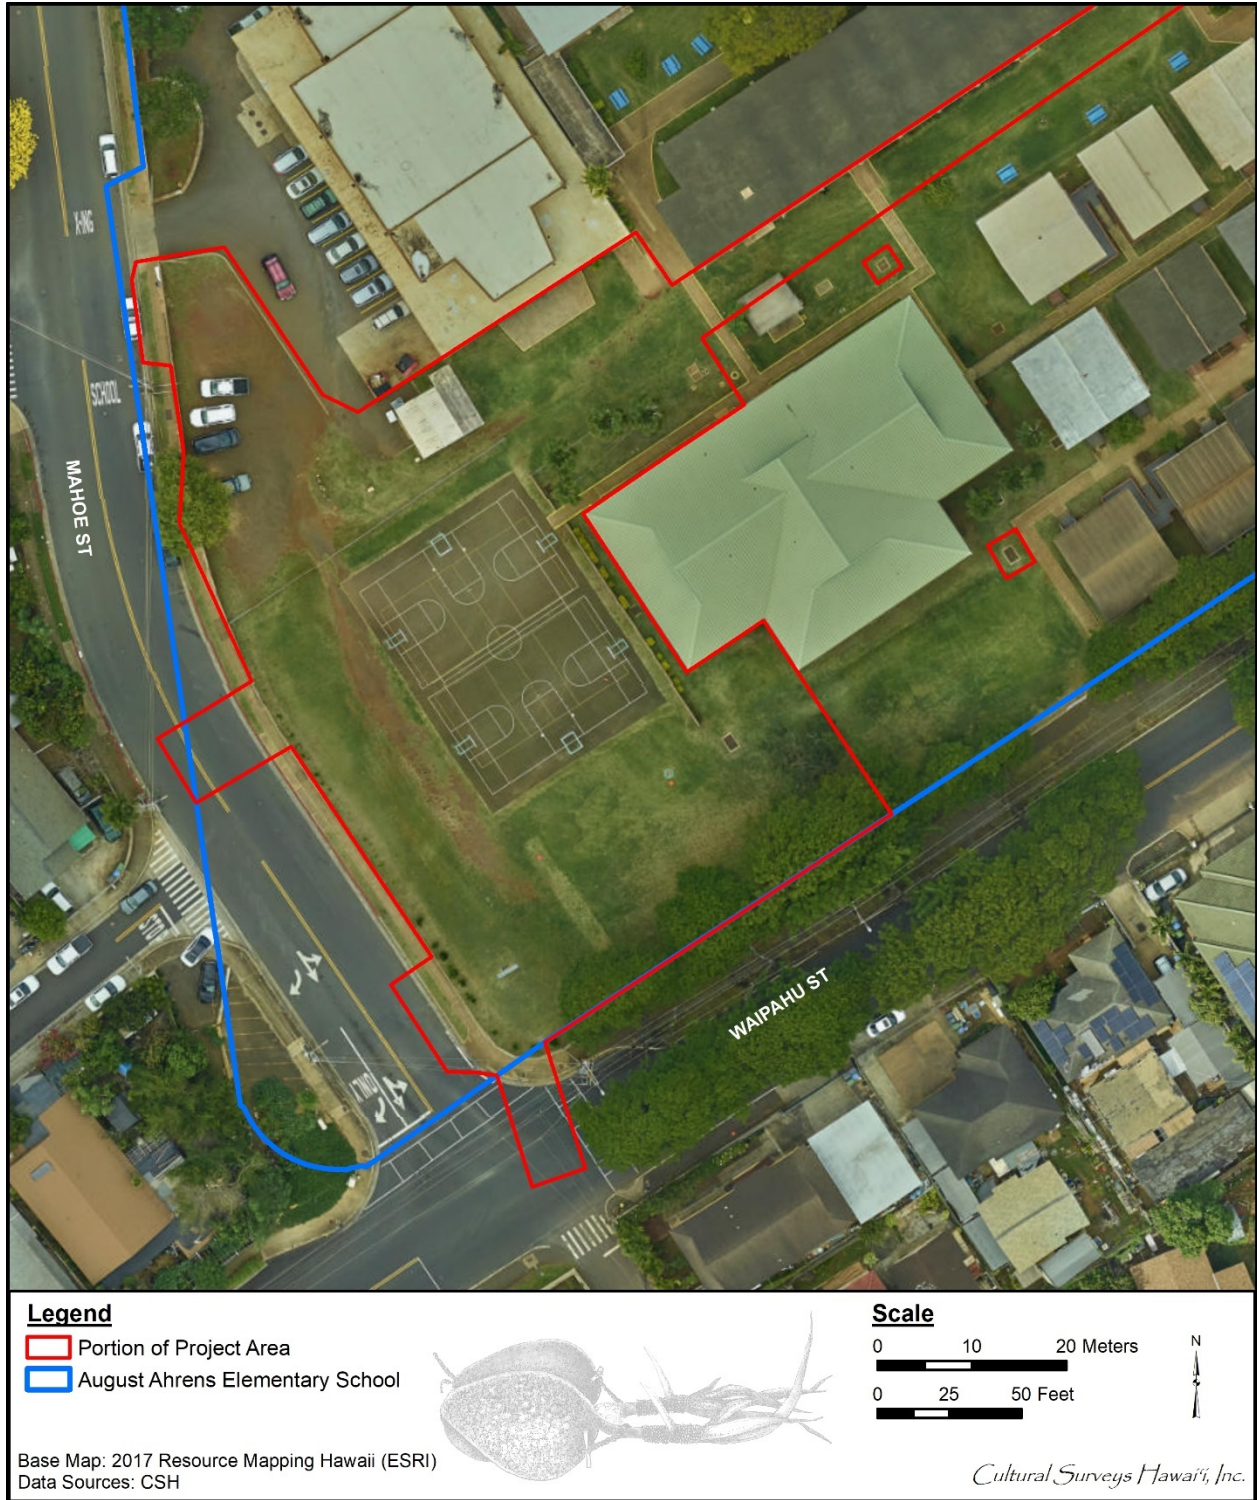 X-ING
SCHOOL
MAHOE ST
STOP
ONLY
WAIPAHU ST
Legend
Portion of Project Area
August Ahrens Elementary School
Base Map: 2017 Resource Mapping Hawaii (ESRI)
Data Sources: CSH
Scale
0 10 20 Meters
0 25 50 Feet
N
Cultural Surveys Hawaiʻi, Inc.